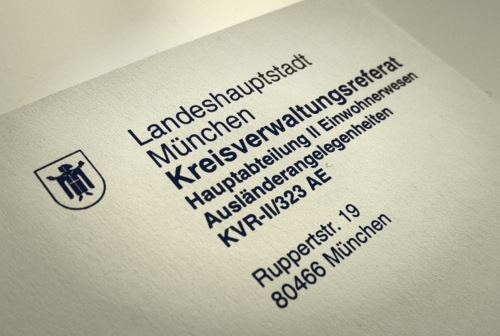 Landeshauptstadt
München
Kreisverwaltungsreferat
Hauptabteilung II Einwohnerwesen
Ausländerangelegenheiten
KVR-II/323 AE
Ruppertstr. 19
80466 München